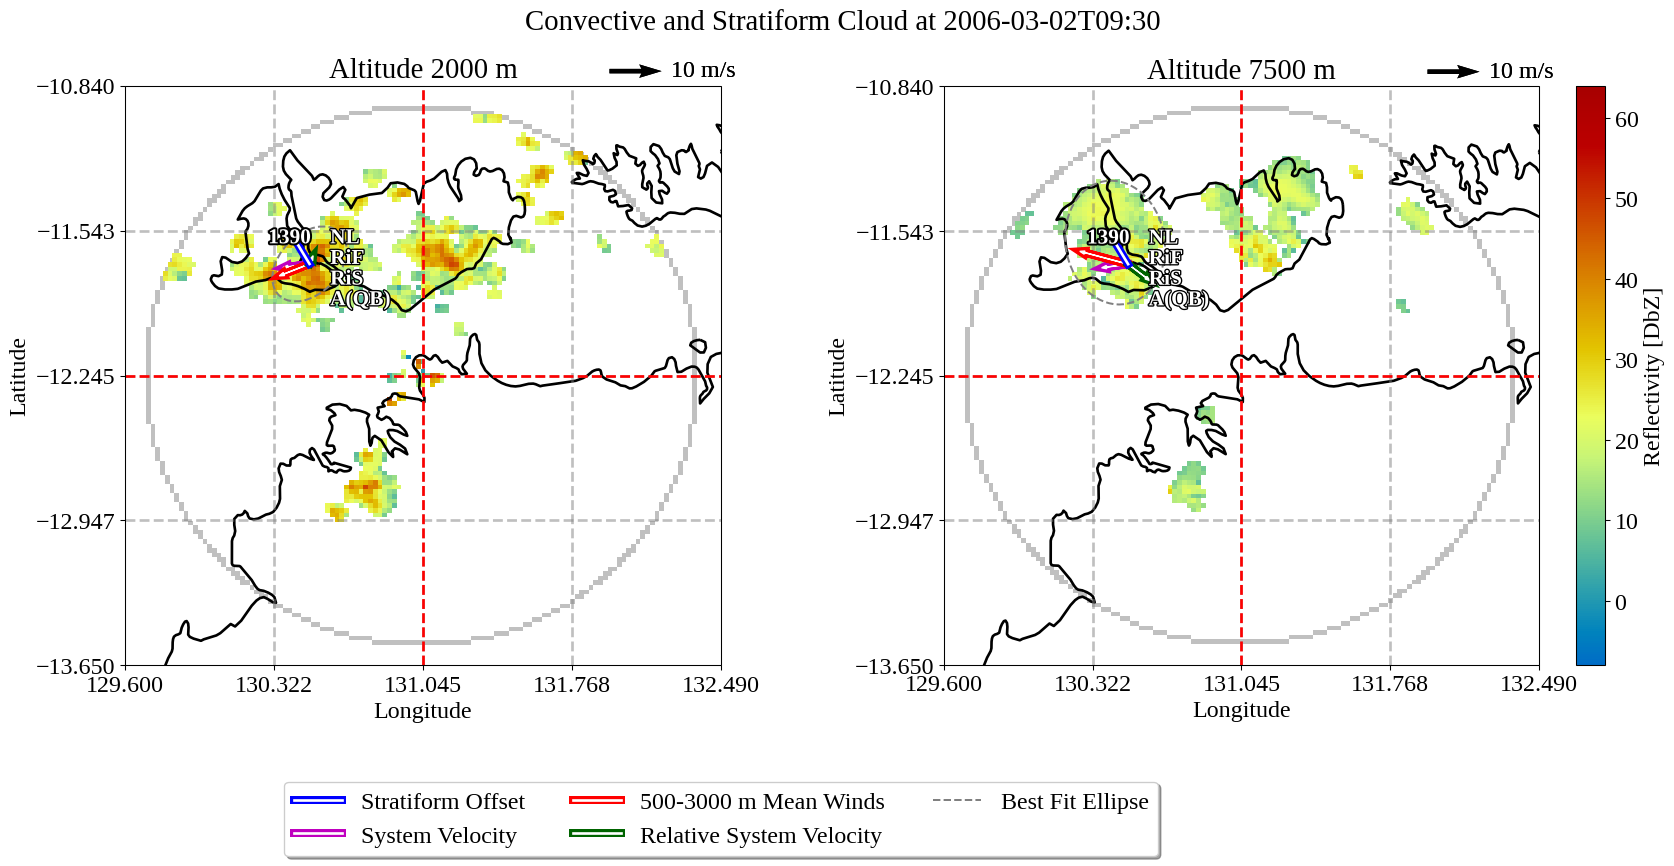 Convective and Stratiform Cloud at 2006-03-02T09:30
Altitude 2000 m
10 m/s
Altitude 7500 m
10 m/s
−10.840
−11.543
−12.245
−12.947
−13.650
Latitude
129.600
130.322
131.045
131.768
132.490
Longitude
1390
NL
RiF
RiS
A(QB)
−10.840
−11.543
−12.245
−12.947
−13.650
Latitude
129.600
130.322
131.045
131.768
132.490
Longitude
1390
NL
RiF
RiS
A(QB)
60
50
40
30
20
10
0
Reflectivity [DbZ]
Stratiform Offset
500-3000 m Mean Winds
Best Fit Ellipse
System Velocity
Relative System Velocity